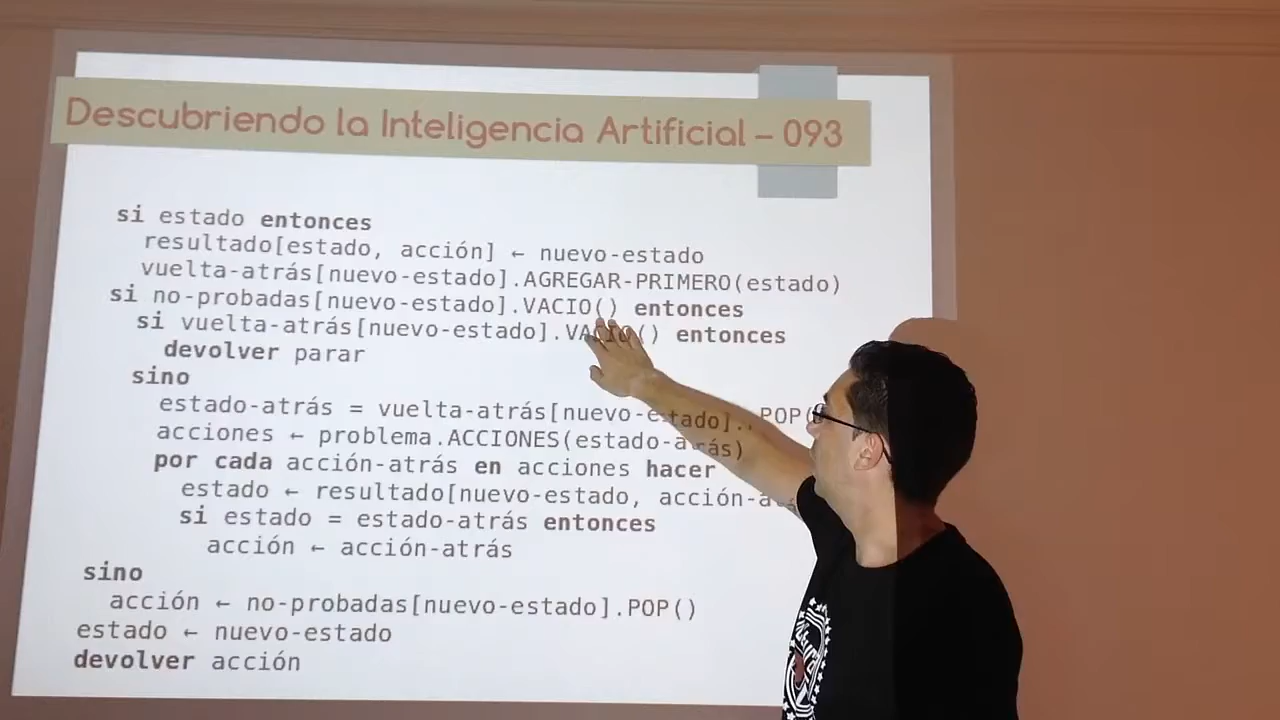 Descubriendo la Inteligencia Artificial – 093
si estado entonces
resultado[estado, acción] ← nuevo-estado
vuelta-atrás[nuevo-estado].AGREGAR-PRIMERO(estado)
si no-probadas[nuevo-estado].VACIO() entonces
si vuelta-atrás[nuevo-estado].VACIO() entonces
devolver parar
sino
estado-atrás = vuelta-atrás[nuevo-estado].POP(
acciones ← problema.ACCIONES(estado-atrás)
por cada acción-atrás en acciones hacer
estado ← resultado[nuevo-estado,
si estado = estado-atrás entonces
acción ← acción-atrás
sino
acción ← no-probadas[nuevo-estado].POP()
estado ← nuevo-estado
devolver acción